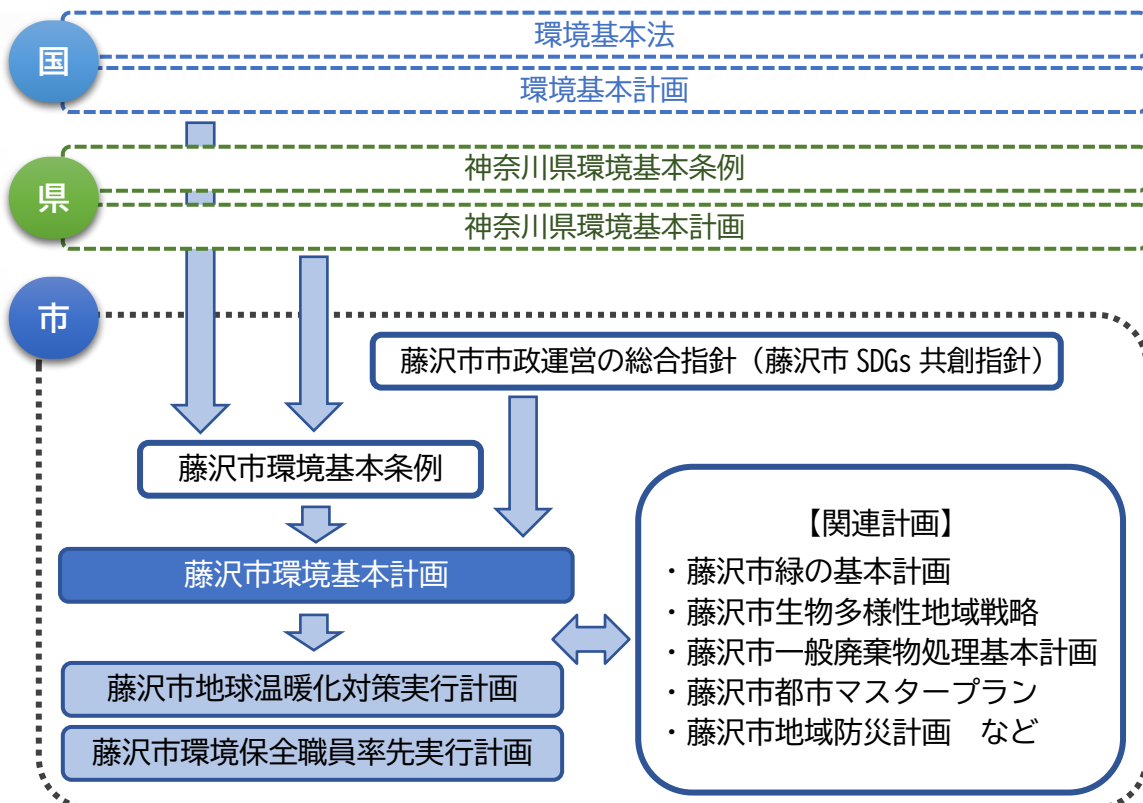 国
環境基本法
環境基本計画
県
神奈川県環境基本条例
神奈川県環境基本計画
市
藤沢市市政運営の総合指針（藤沢市 SDGs 共創指針）
藤沢市環境基本条例
藤沢市環境基本計画
藤沢市地球温暖化対策実行計画
藤沢市環境保全職員率先実行計画
【関連計画】
・藤沢市緑の基本計画
・藤沢市生物多様性地域戦略
・藤沢市一般廃棄物処理基本計画
・藤沢市都市マスタープラン
・藤沢市地域防災計画　など